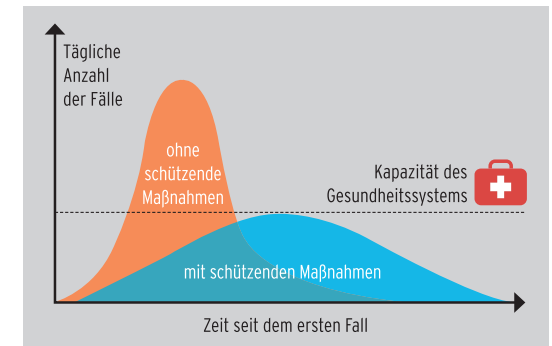 Tägliche
Anzahl
der Fälle
ohne
schützende
Maßnahmen
Kapazität des
Gesundheitssystems
mit schützenden Maßnahmen
Zeit seit dem ersten Fall